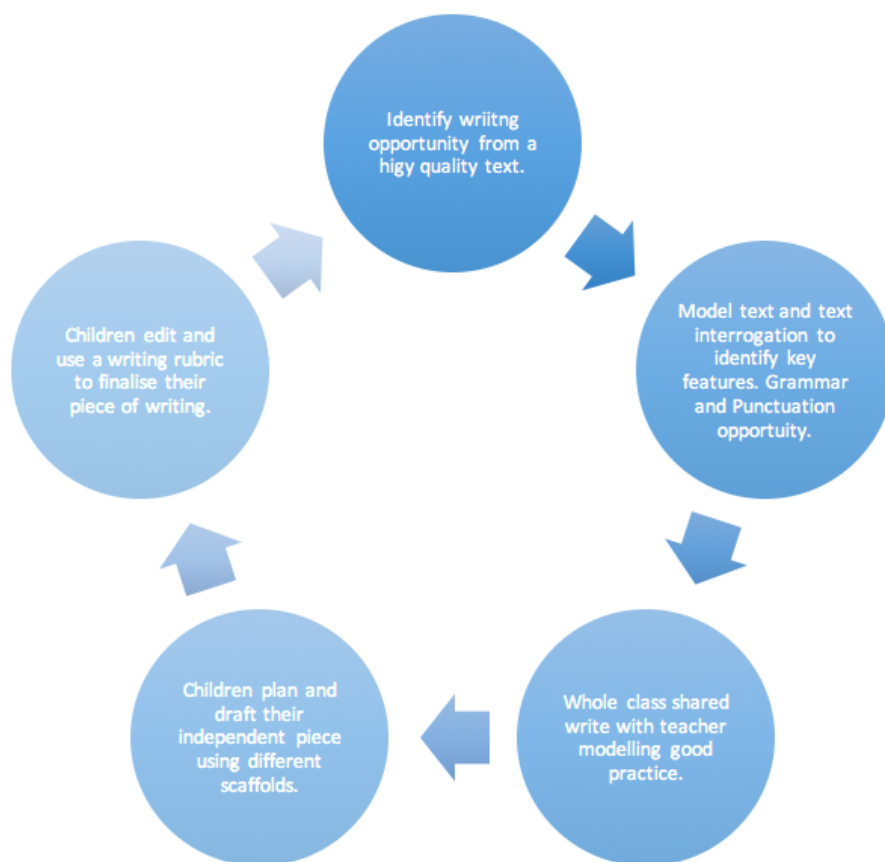 Identify wriitng
opportunity from a
higy quality text.
Model text and text
interrogation to
identify key
features. Grammar
and Punctuation
opportuity.
Whole class shared
write with teacher
modelling good
practice.
Children plan and
draft their
independent piece
using different
scaffolds.
Children edit and
use a writing rubric
to finalise their
piece of writing.